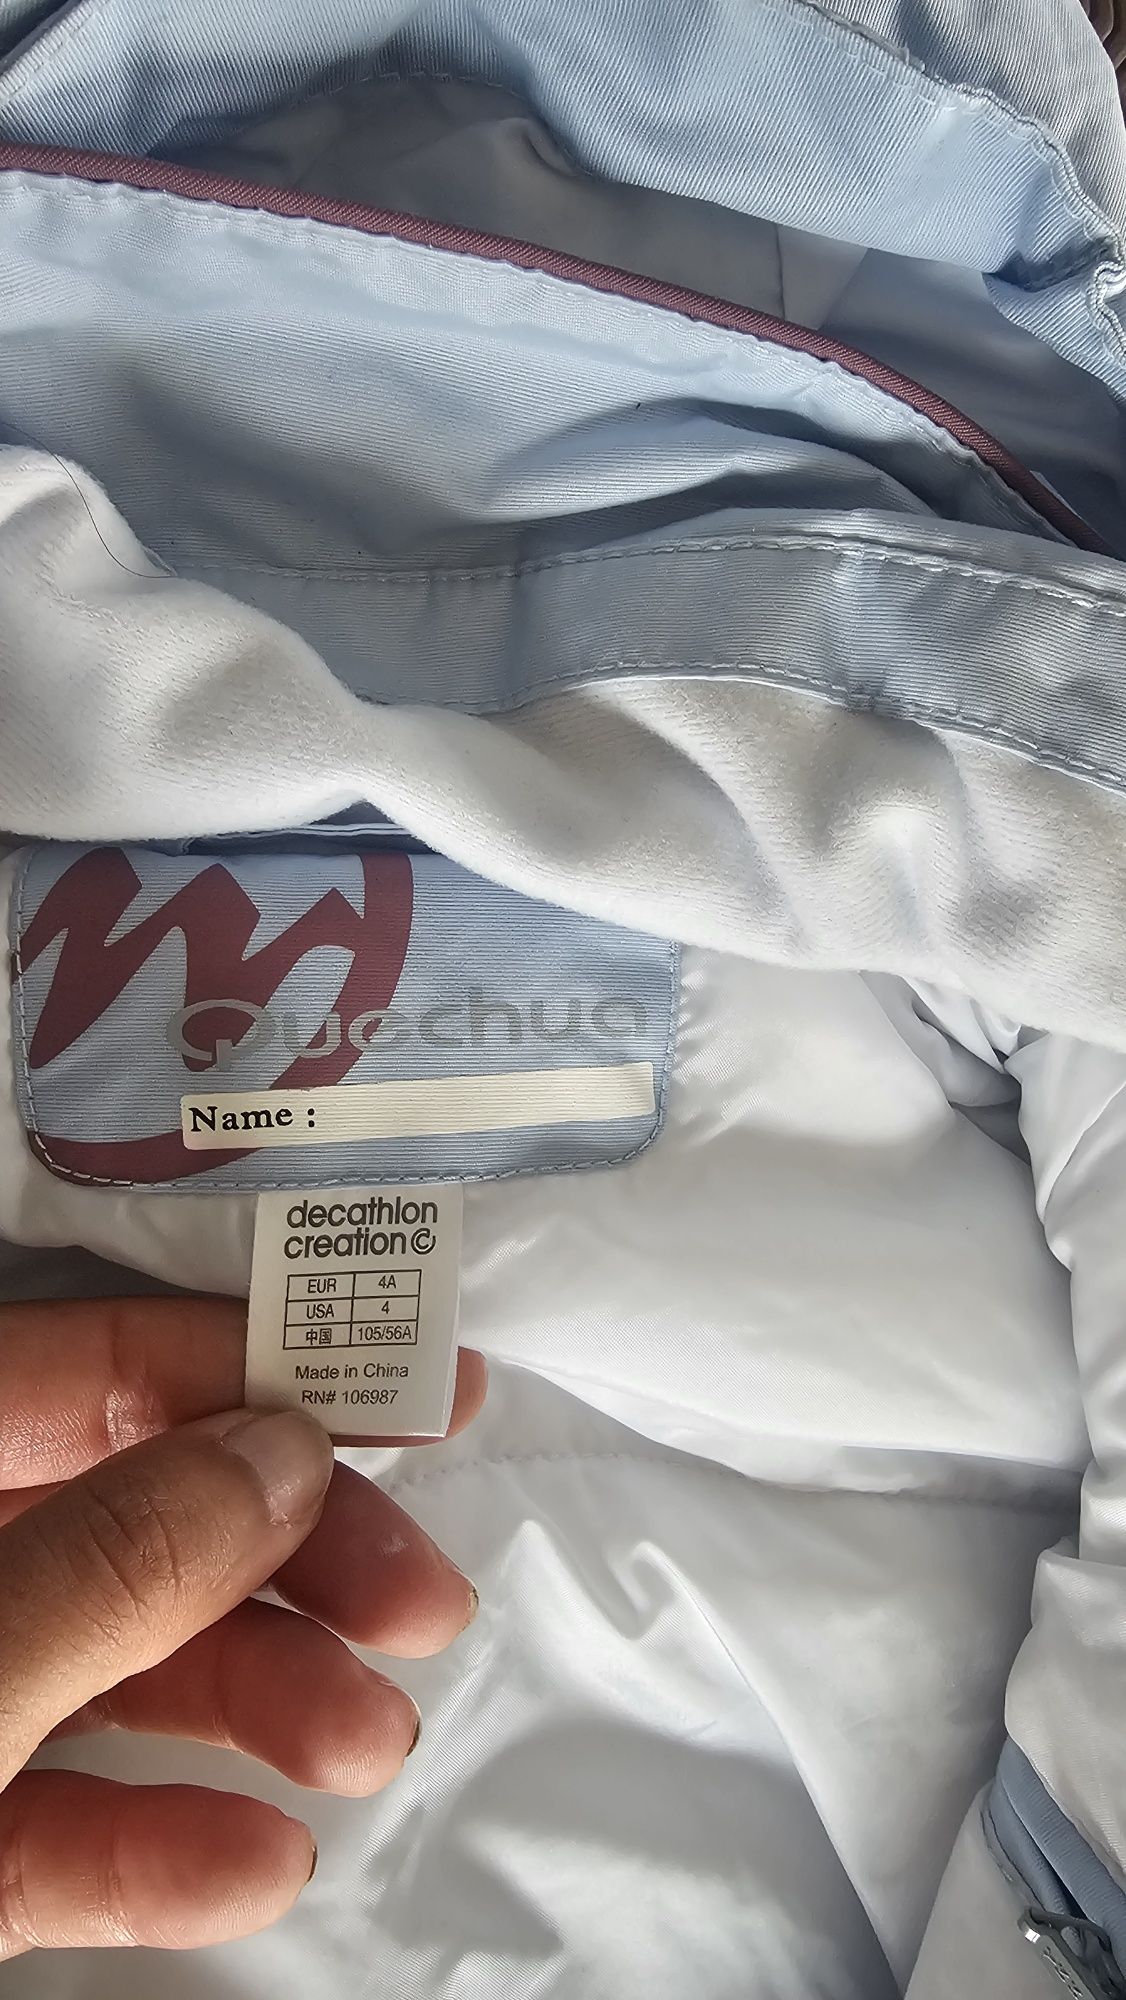 Quechua
Name :
decathlon
creation©
EUR 4A
USA 4
中国 105/56A
Made in China
RN# 106987